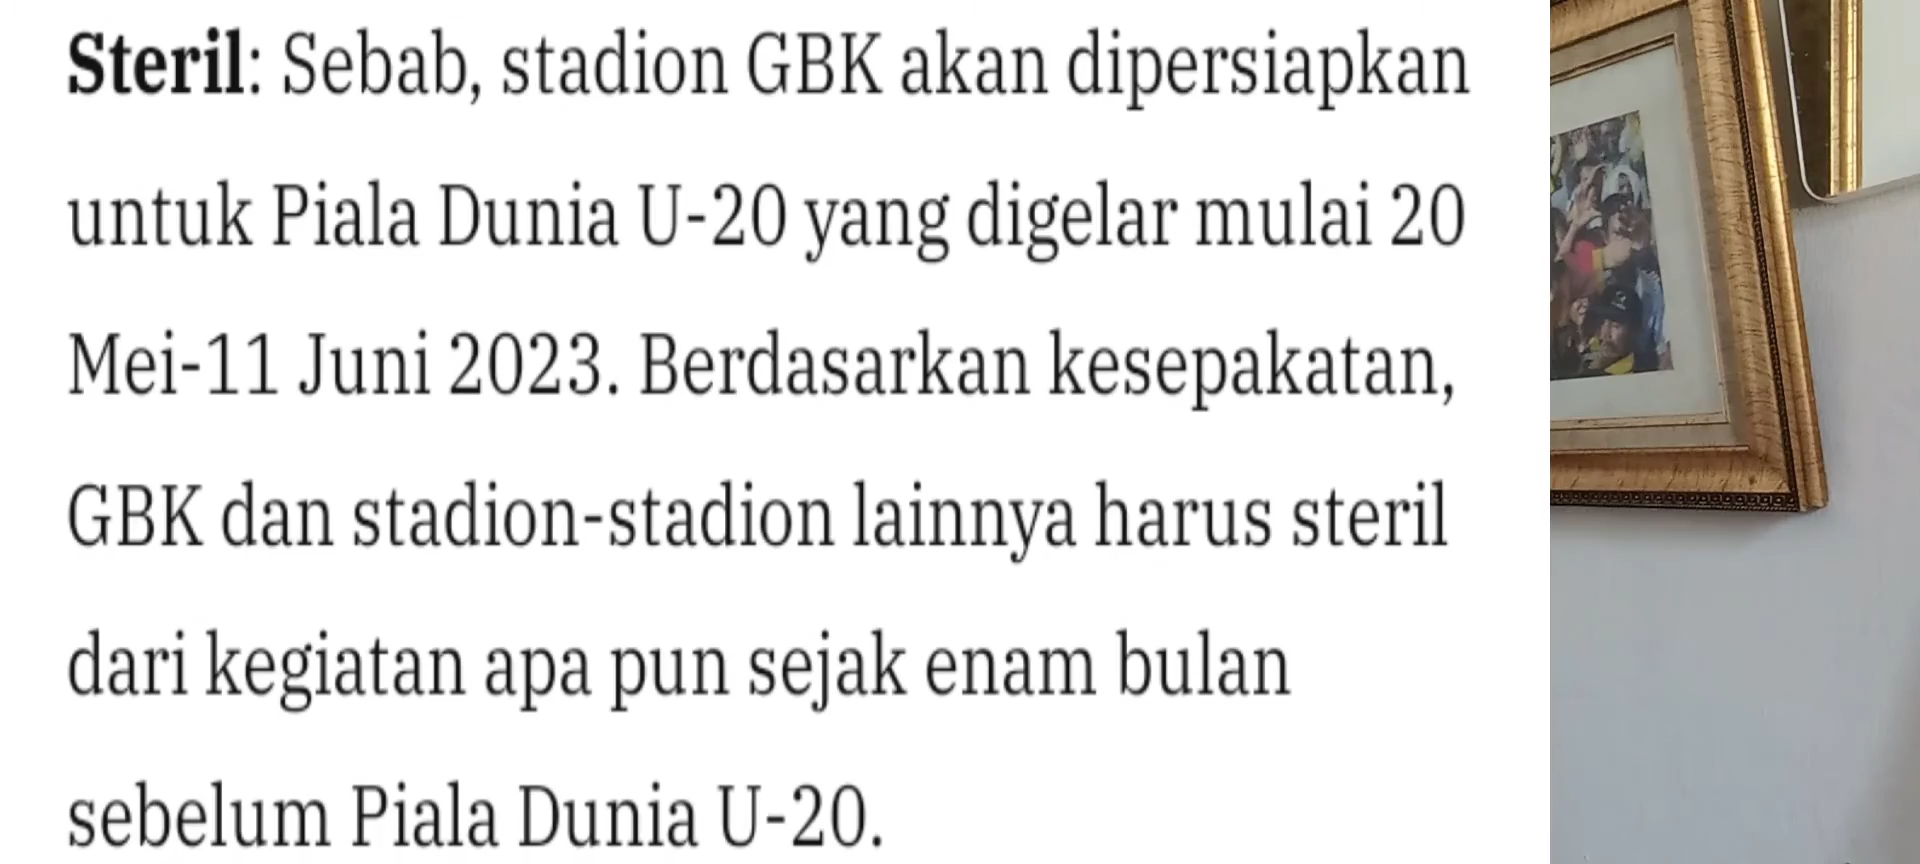 Steril: Sebab, stadion GBK akan dipersiapkan
untuk Piala Dunia U-20 yang digelar mulai 20
Mei-11 Juni 2023. Berdasarkan kesepakatan,
GBK dan stadion-stadion lainnya harus steril
dari kegiatan apa pun sejak enam bulan
sebelum Piala Dunia U-20.